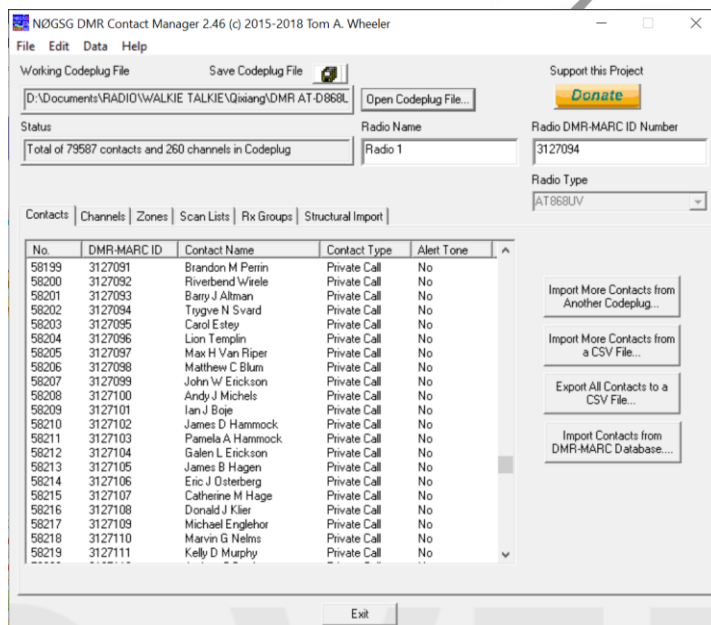 NØGSG DMR Contact Manager 2.46 (c) 2015-2018 Tom A. Wheeler
File Edit Data Help
Working Codeplug File Save Codeplug File Support this Project
D:\Documents\RADIO\WALKIE TALKIE\Qixiang\DMR AT-D868L Open Codeplug File... Donate
Status Radio Name Radio DMR-MARC ID Number
Total of 79587 contacts and 260 channels in Codeplug Radio 1 3127094
Radio Type
AT868UV
Contacts Channels Zones Scan Lists Rx Groups Structural Import
No. DMR-MARC ID Contact Name Contact Type Alert Tone
58199 3127091 Brandon M Perrin Private Call No
58200 3127092 Riverbend Wirele Private Call No
58201 3127093 Barry J Altman Private Call No
58202 3127094 Trygve N Svard Private Call No
58203 3127095 Carol Estey Private Call No
58204 3127096 Lion Templin Private Call No
58205 3127097 Max H Van Riper Private Call No
58206 3127098 Matthew C Blum Private Call No
58207 3127099 John W Erickson Private Call No
58208 3127100 Andy J Michels Private Call No
58209 3127101 Ian J Boje Private Call No
58210 3127102 James D Hammock Private Call No
58211 3127103 Pamela A Hammock Private Call No
58212 3127104 Galen L Erickson Private Call No
58213 3127105 James B Hagen Private Call No
58214 3127106 Eric J Osterberg Private Call No
58215 3127107 Catherine M Hage Private Call No
58216 3127108 Donald J Klier Private Call No
58217 3127109 Michael Englehor Private Call No
58218 3127110 Marvin G Nelms Private Call No
58219 3127111 Kelly D Murphy Private Call No
Import More Contacts from
Another Codeplug...
Import More Contacts from
a CSV File...
Export All Contacts to a
CSV File...
Import Contacts from
DMR-MARC Database....
Exit